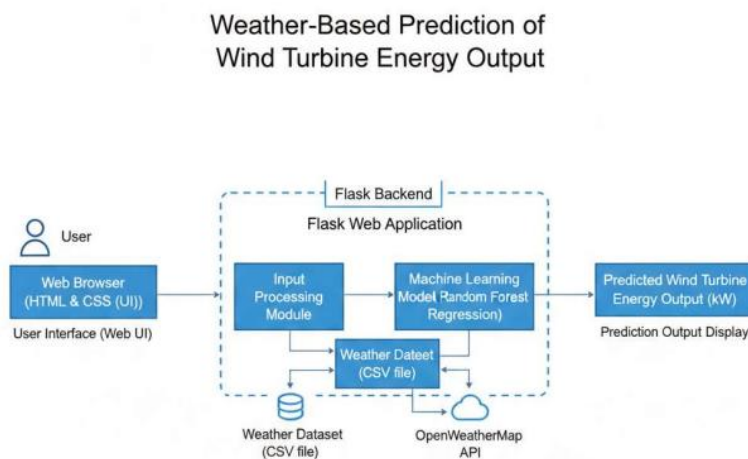 Weather-Based Prediction of
Wind Turbine Energy Output
Flask Backend
Flask Web Application
User
Web Browser
(HTML & CSS (UI))
User Interface (Web UI)
Input
Processing
Module
Machine Learning
Model Random Forest
Regression)
Predicted Wind Turbine
Energy Output (kW)
Prediction Output Display
Weather Dateet
(CSV file)
Weather Dataset
(CSV file)
OpenWeatherMap
API